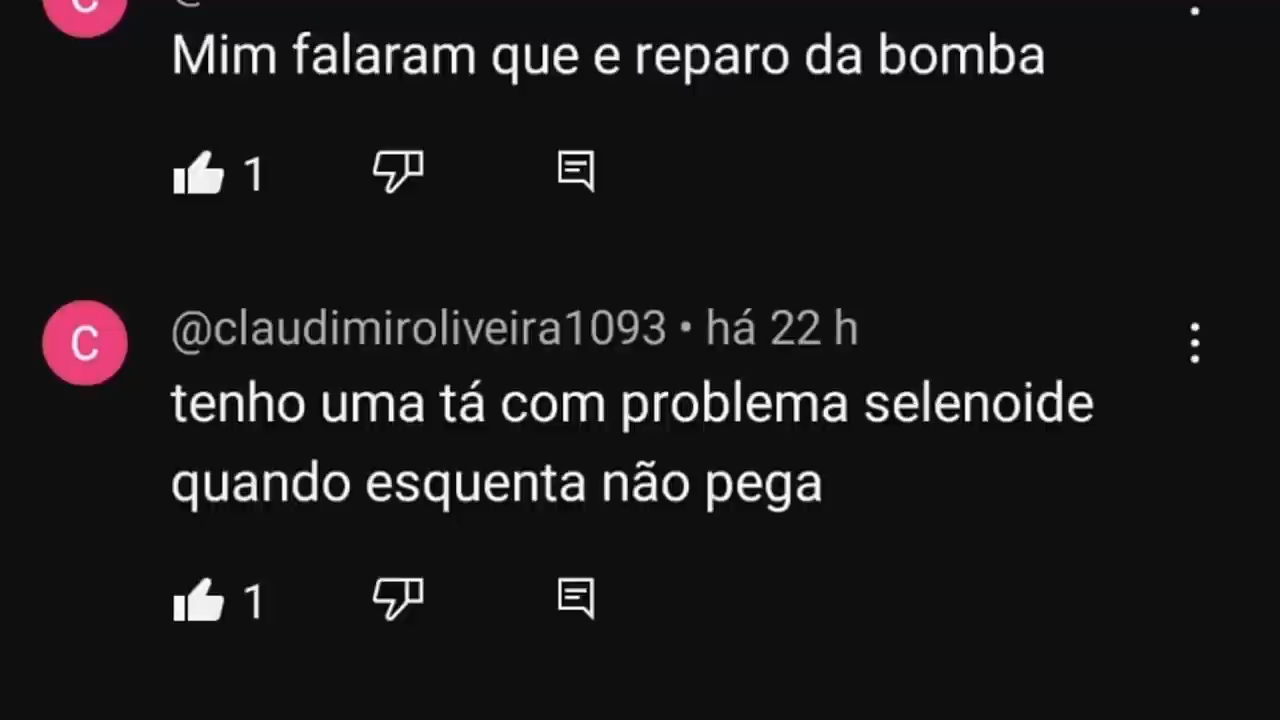 Mim falaram que e reparo da bomba
1
C
@claudimiroliveira1093 • há 22 h
tenho uma tá com problema selenoide
quando esquenta não pega
1